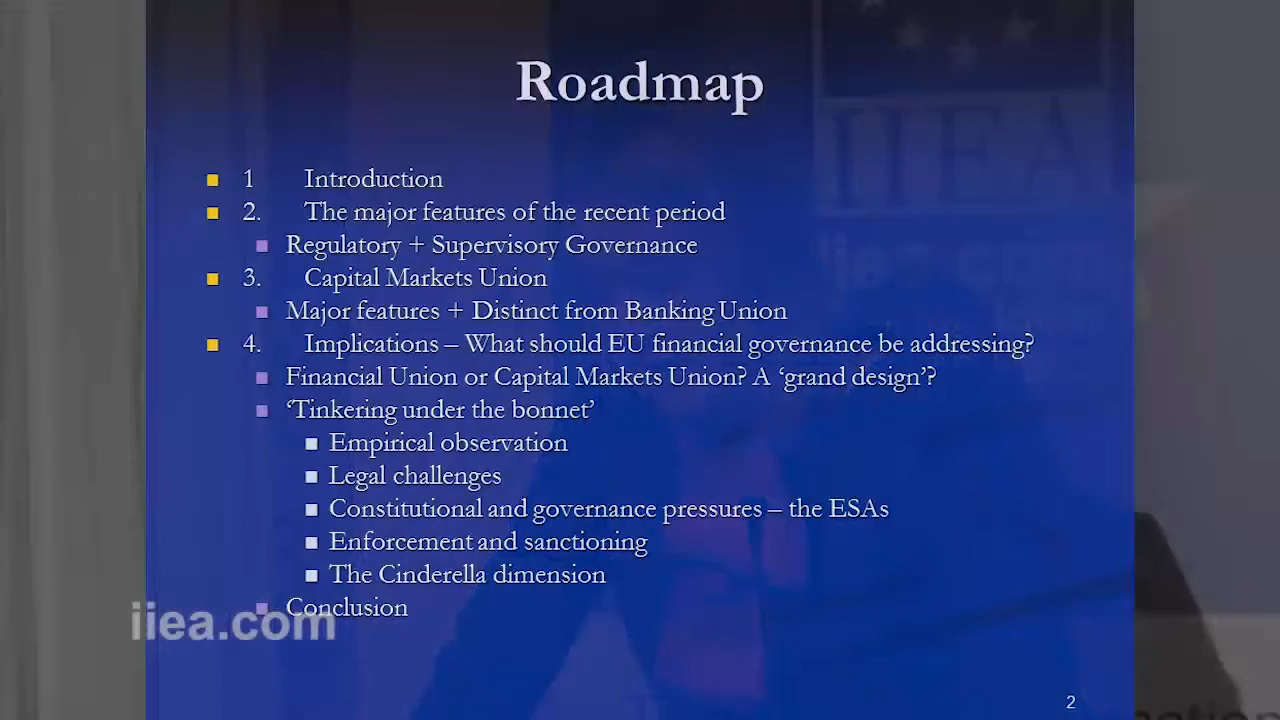 Roadmap
1 Introduction
2. The major features of the recent period
Regulatory + Supervisory Governance
3. Capital Markets Union
Major features + Distinct from Banking Union
4. Implications – What should EU financial governance be addressing?
Financial Union or Capital Markets Union? A ‘grand design’?
‘Tinkering under the bonnet’
Empirical observation
Legal challenges
Constitutional and governance pressures – the ESAs
Enforcement and sanctioning
The Cinderella dimension
Conclusion
iiea.com
2
IIEA
iiea.com